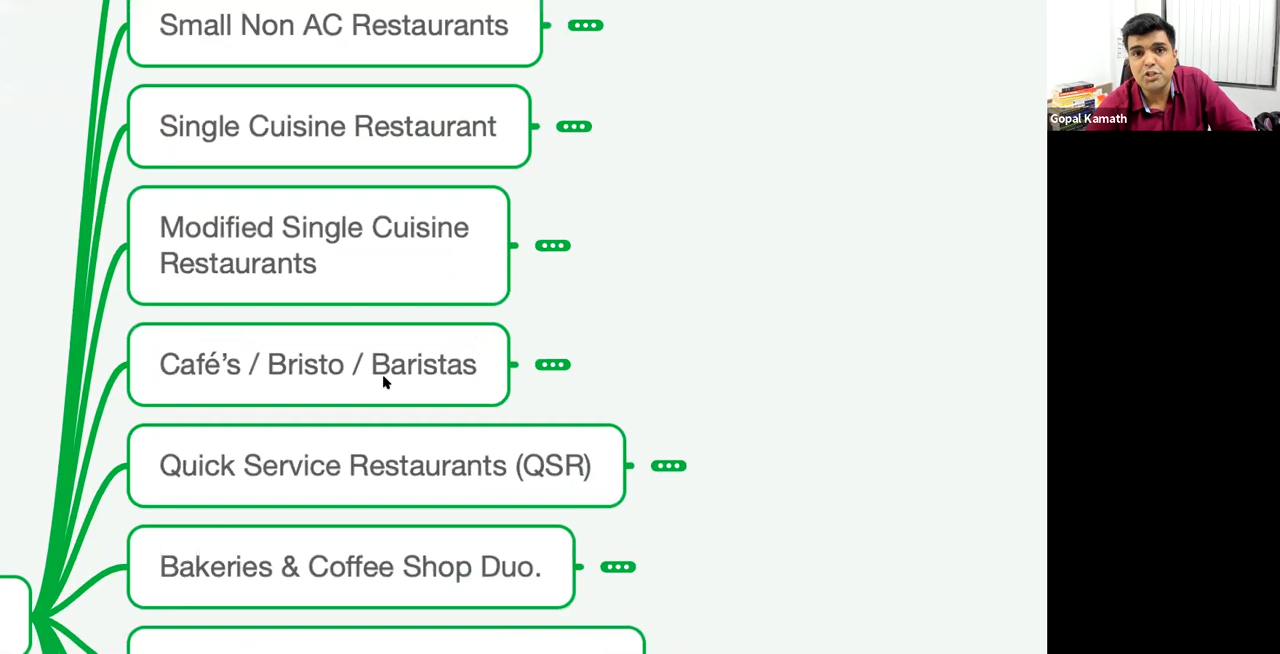 Small Non AC Restaurants
Single Cuisine Restaurant
Modified Single Cuisine
Restaurants
Café’s / Bristo / Baristas
Quick Service Restaurants (QSR)
Bakeries & Coffee Shop Duo.
Gopal Kamath